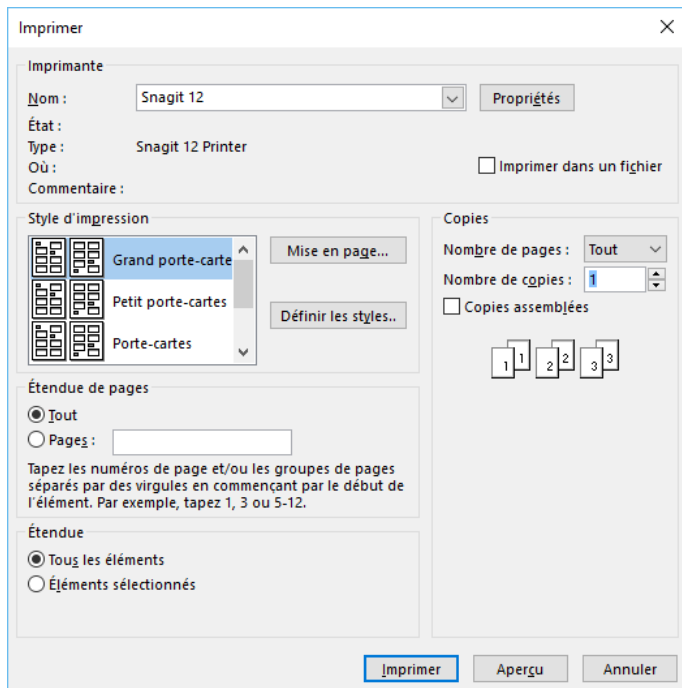 Imprimer
Imprimante
Nom :
Snagit 12
Propriétés
État :
Type :
Snagit 12 Printer
Où :
Imprimer dans un fichier
Commentaire :
Style d'impression
Grand porte-carte
Petit porte-cartes
Porte-cartes
Mise en page...
Définir les styles..
Copies
Nombre de pages :
Tout
Nombre de copies :
1
Copies assemblées
1 1 2 2 3 3
Étendue de pages
Tout
Pages :
Tapez les numéros de page et/ou les groupes de pages
séparés par des virgules en commençant par le début de
l'élément. Par exemple, tapez 1, 3 ou 5-12.
Étendue
Tous les éléments
Éléments sélectionnés
Imprimer
Aperçu
Annuler